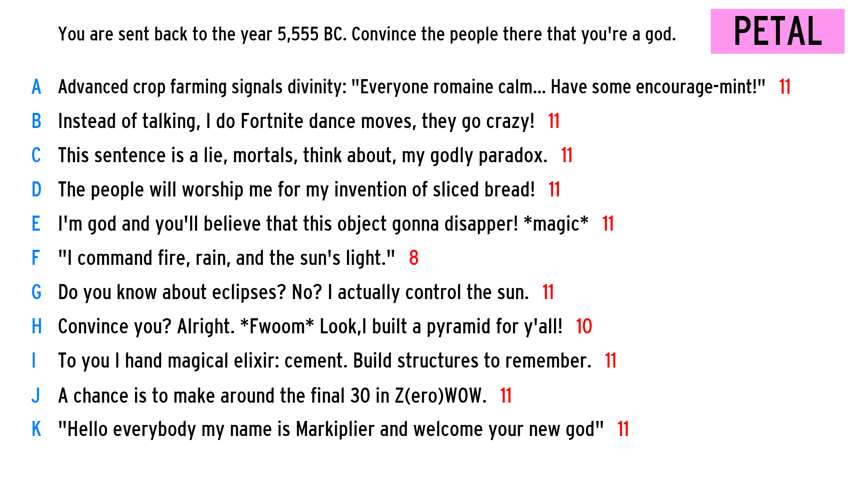 You are sent back to the year 5,555 BC. Convince the people there that you're a god.
PETAL
A Advanced crop farming signals divinity: "Everyone romaine calm... Have some encourage-mint!" 11
B Instead of talking, I do Fortnite dance moves, they go crazy! 11
C This sentence is a lie, mortals, think about, my godly paradox. 11
D The people will worship me for my invention of sliced bread! 11
E I'm god and you'll believe that this object gonna disapper! *magic* 11
F "I command fire, rain, and the sun's light." 8
G Do you know about eclipses? No? I actually control the sun. 11
H Convince you? Alright. *Fwoom* Look,I built a pyramid for y'all! 10
I To you I hand magical elixir: cement. Build structures to remember. 11
J A chance is to make around the final 30 in Z(ero)WOW. 11
K "Hello everybody my name is Markiplier and welcome your new god" 11